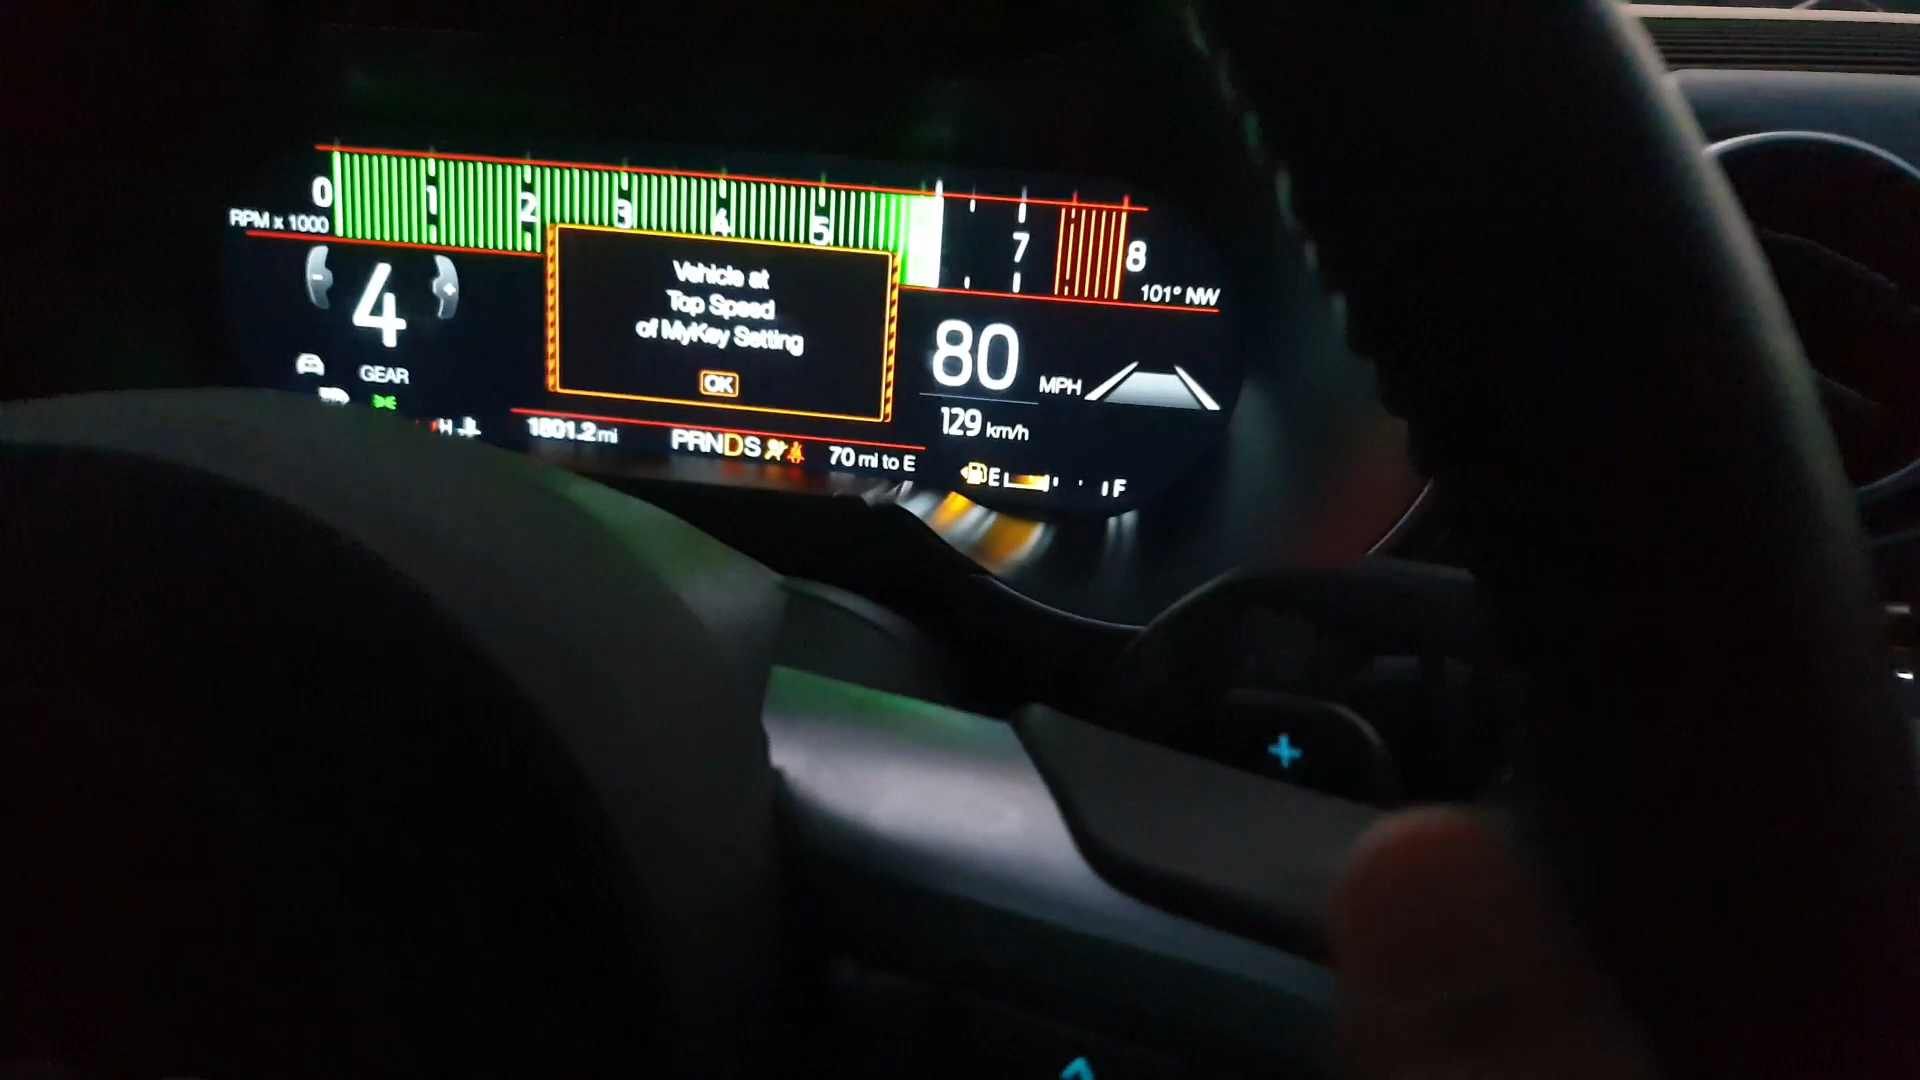 0 1 2 3 4 5 7 8
RPM x 1000
101° NW
4
GEAR
Vehicle at
Top Speed
of MyKey Setting
OK
80 MPH
129 km/h
H
1801.2 mi
PRNDS
70 mi to E
E F
+